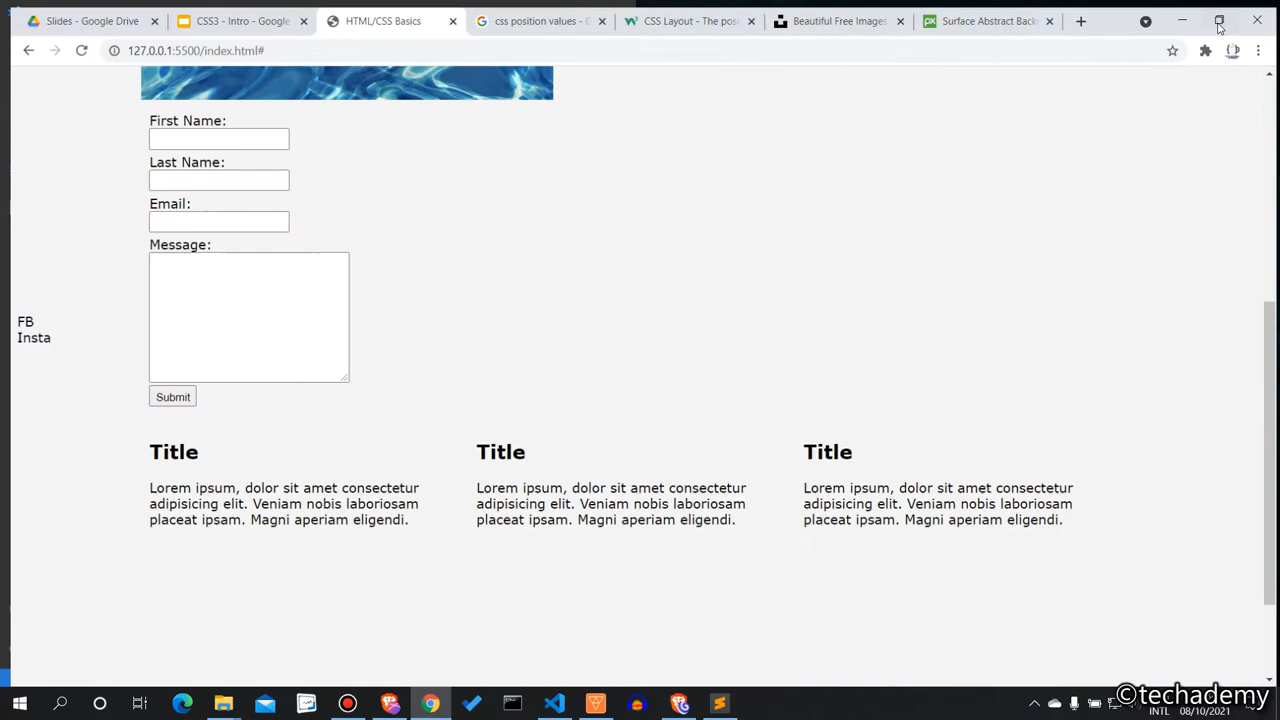 Slides - Google Drive
CSS3 - Intro - Google
HTML/CSS Basics
css position values - G
CSS Layout - The pos
Beautiful Free Images
Surface Abstract Back
127.0.0.1:5500/index.html#
First Name:
Last Name:
Email:
Message:
FB
Insta
Submit
Title Title Title
Lorem ipsum, dolor sit amet consectetur Lorem ipsum, dolor sit amet consectetur Lorem ipsum, dolor sit amet consectetur
adipisicing elit. Veniam nobis laboriosam adipisicing elit. Veniam nobis laboriosam adipisicing elit. Veniam nobis laboriosam
placeat ipsam. Magni aperiam eligendi. placeat ipsam. Magni aperiam eligendi. placeat ipsam. Magni aperiam eligendi.
©techademy
INTL 08/10/2021